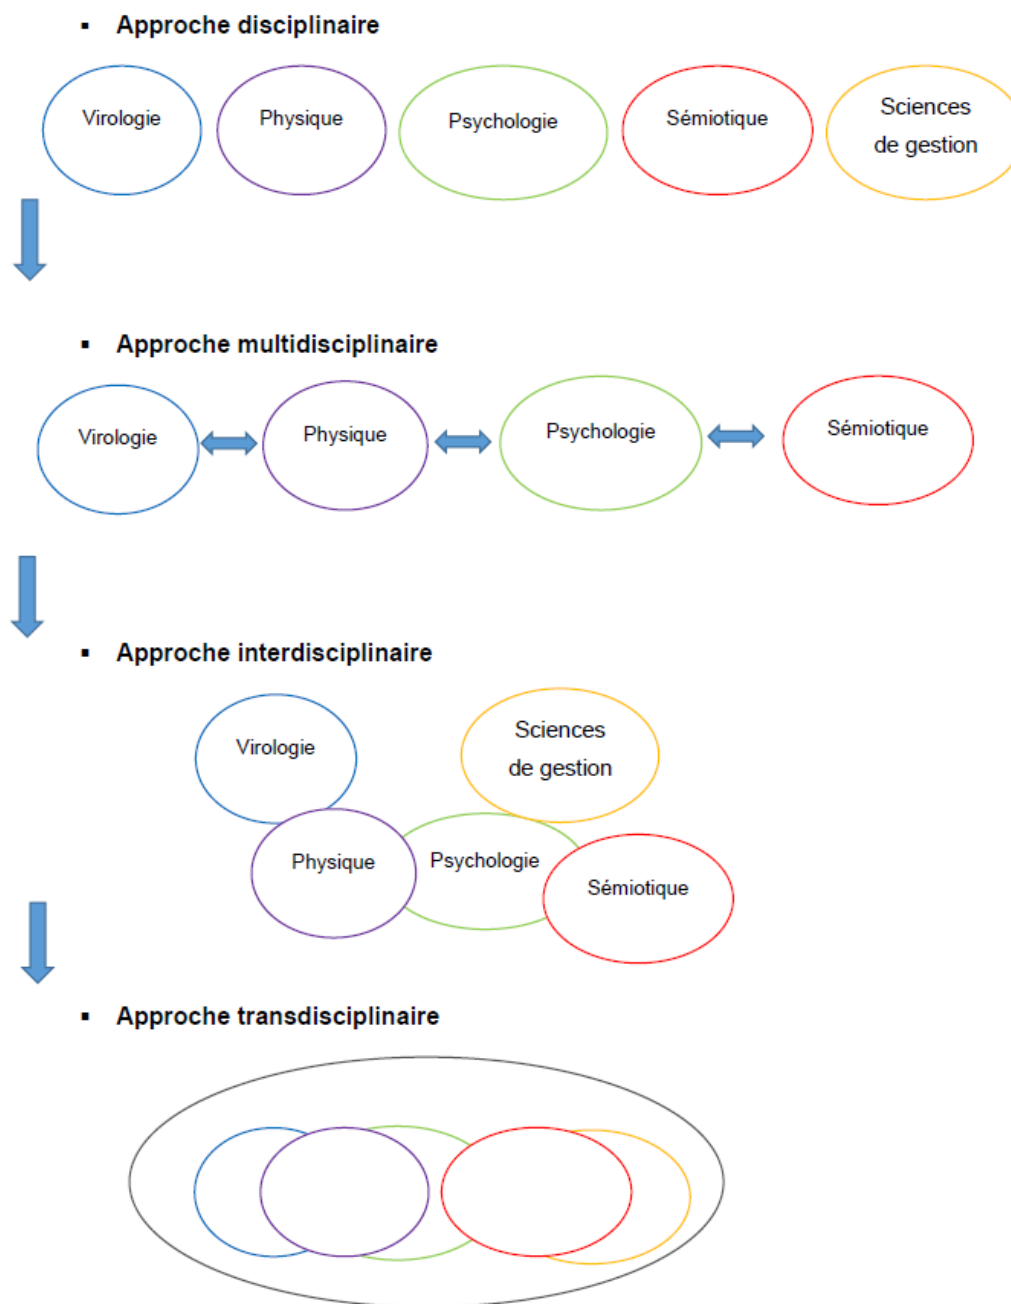 ▪ Approche disciplinaire
Virologie
Physique
Psychologie
Sémiotique
Sciences
de gestion
▪ Approche multidisciplinaire
Virologie
Physique
Psychologie
Sémiotique
▪ Approche interdisciplinaire
Virologie
Sciences
de gestion
Physique
Psychologie
Sémiotique
▪ Approche transdisciplinaire